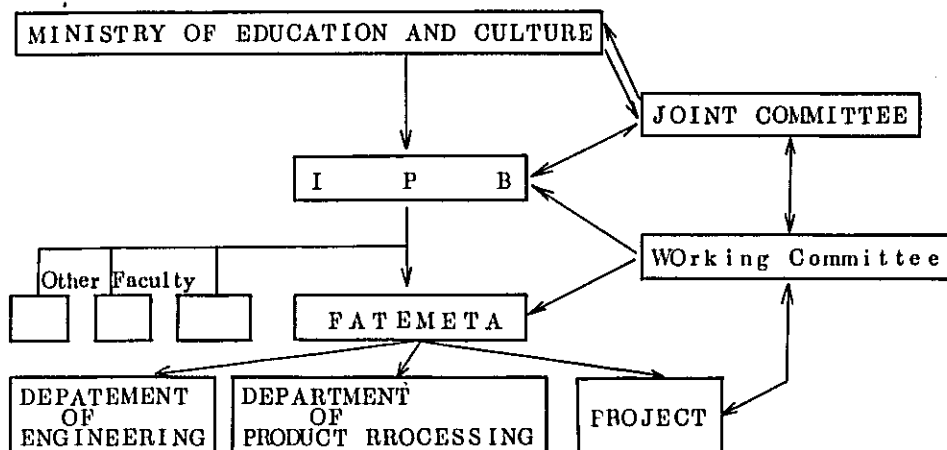 MINISTRY OF EDUCATION AND CULTURE
JOINT COMMITTEE
I P B
WOrking Committee
Other Faculty
FATEMETA
DEPATEMENT
OF
ENGINEERING
DEPARTMENT
OF
PRODUCT RROCESSING
PROJECT